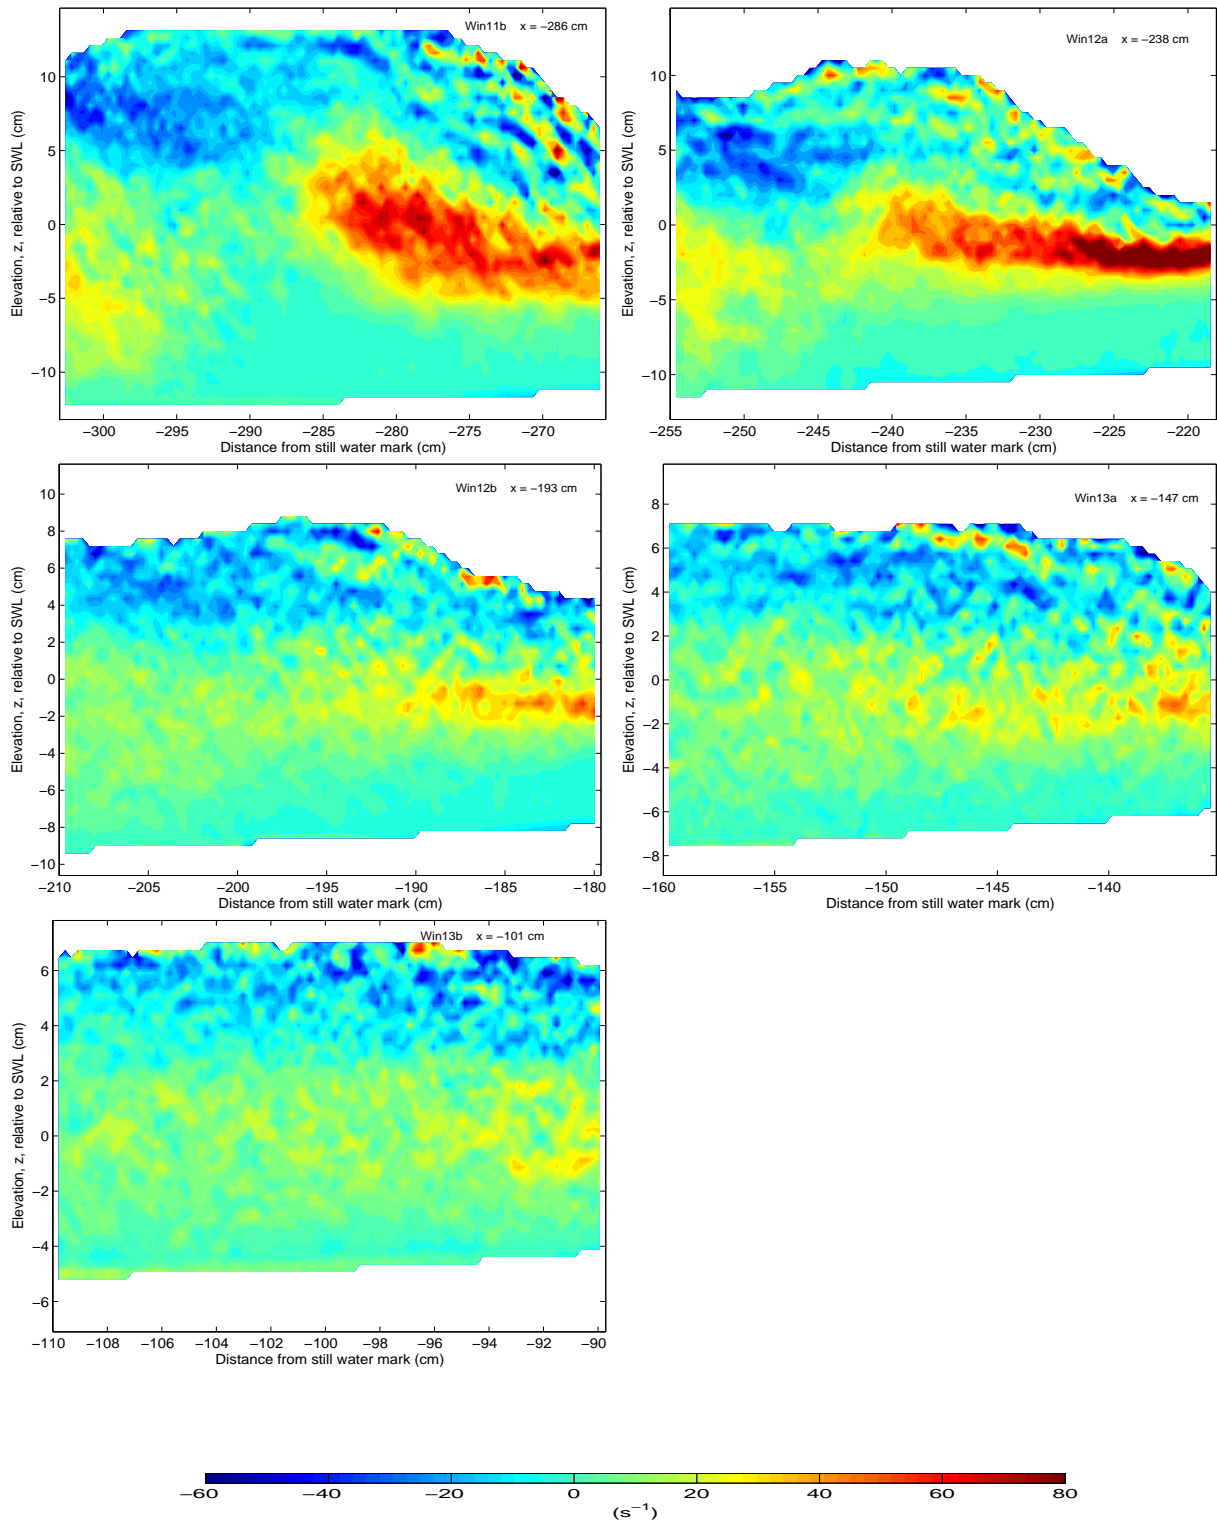 Win11b x = −286 cm
10
5
0
−5
−10
Elevation, z, relative to SWL (cm)
−300 −295 −290 −285 −280 −275 −270
Distance from still water mark (cm)
Win12a x = −238 cm
10
5
0
−5
−10
Elevation, z, relative to SWL (cm)
−255 −250 −245 −240 −235 −230 −225 −220
Distance from still water mark (cm)
Win12b x = −193 cm
10
8
6
4
2
0
−2
−4
−6
−8
−10
Elevation, z, relative to SWL (cm)
−210 −205 −200 −195 −190 −185 −180
Distance from still water mark (cm)
Win13a x = −147 cm
8
6
4
2
0
−2
−4
−6
−8
Elevation, z, relative to SWL (cm)
−160 −155 −150 −145 −140
Distance from still water mark (cm)
Win13b x = −101 cm
6
4
2
0
−2
−4
−6
Elevation, z, relative to SWL (cm)
−110 −108 −106 −104 −102 −100 −98 −96 −94 −92 −90
Distance from still water mark (cm)
−60 −40 −20 0 20 40 60 80
(s⁻¹)